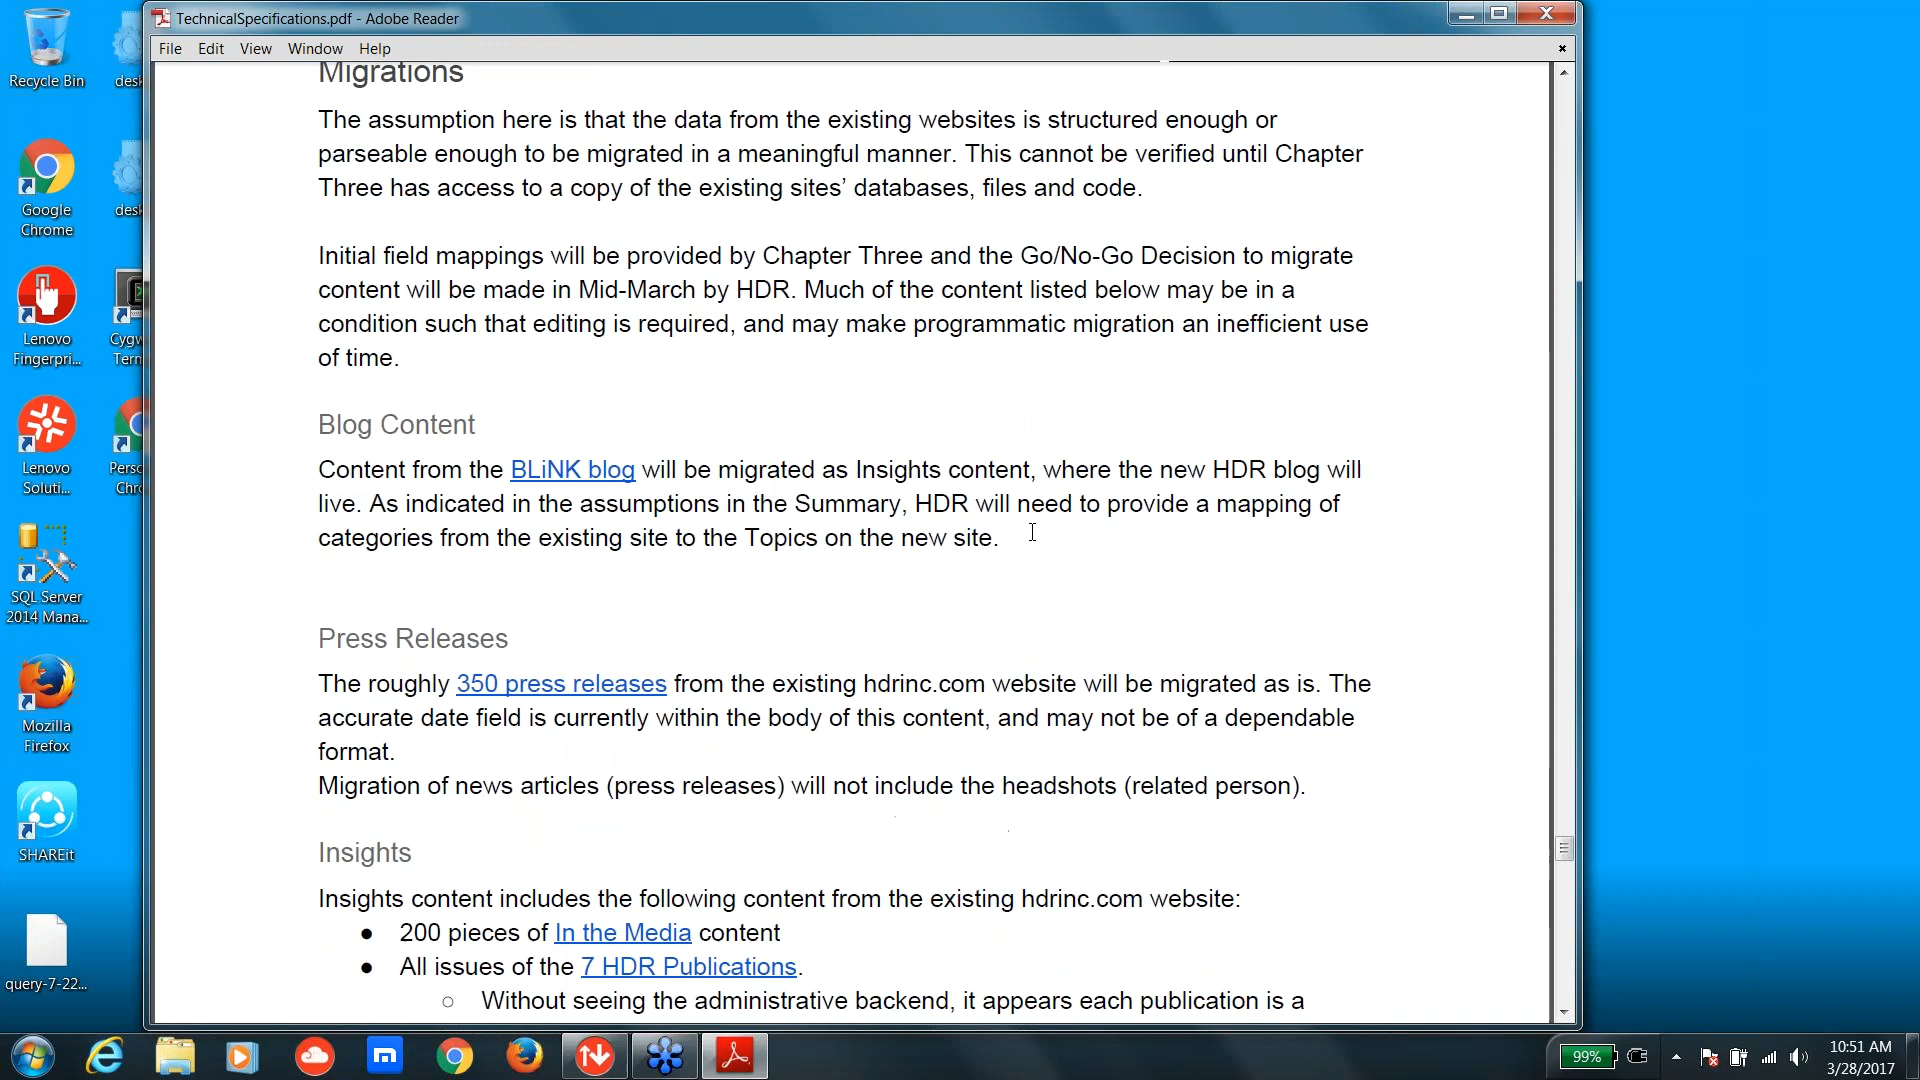 TechnicalSpecifications.pdf - Adobe Reader
File Edit View Window Help
Migrations
The assumption here is that the data from the existing websites is structured enough or
parseable enough to be migrated in a meaningful manner. This cannot be verified until Chapter
Three has access to a copy of the existing sites’ databases, files and code.
Initial field mappings will be provided by Chapter Three and the Go/No-Go Decision to migrate
content will be made in Mid-March by HDR. Much of the content listed below may be in a
condition such that editing is required, and may make programmatic migration an inefficient use
of time.
Blog Content
Content from the BLiNK blog will be migrated as Insights content, where the new HDR blog will
live. As indicated in the assumptions in the Summary, HDR will need to provide a mapping of
categories from the existing site to the Topics on the new site.
Press Releases
The roughly 350 press releases from the existing hdrinc.com website will be migrated as is. The
accurate date field is currently within the body of this content, and may not be of a dependable
format.
Migration of news articles (press releases) will not include the headshots (related person).
Insights
Insights content includes the following content from the existing hdrinc.com website:
● 200 pieces of In the Media content
● All issues of the 7 HDR Publications.
○ Without seeing the administrative backend, it appears each publication is a
Recycle Bin
desk
Google
Chrome
desk
Lenovo
Fingerpri...
Cygw
Term
Lenovo
Soluti...
Perso
Chro
SQL Server
2014 Mana...
Mozilla
Firefox
SHAREit
query-7-22...
99%
10:51 AM
3/28/2017